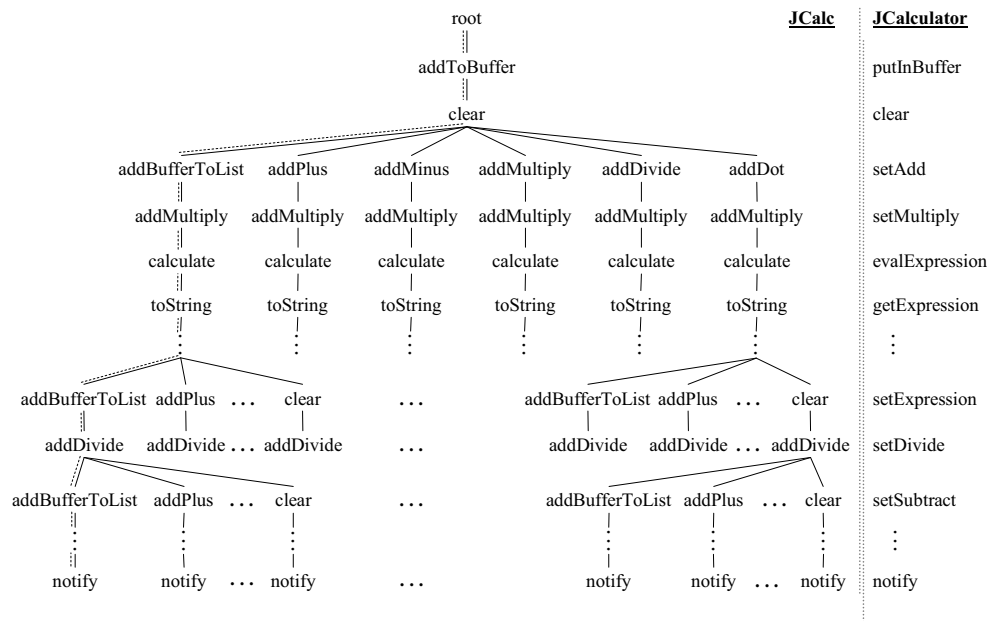 root JCalc JCalculator
addToBuffer putInBuffer
clear clear
addBufferToList addPlus addMinus addMultiply addDivide addDot setAdd
addMultiply addMultiply addMultiply addMultiply addMultiply addMultiply setMultiply
calculate calculate calculate calculate calculate calculate evalExpression
toString toString toString toString toString toString getExpression
addBufferToList addPlus ... clear ... addBufferToList addPlus ... clear setExpression
addDivide addDivide ... addDivide ... addDivide addDivide ... addDivide setDivide
addBufferToList addPlus ... clear ... addBufferToList addPlus ... clear setSubtract
notify notify ... notify ... notify notify ... notify notify